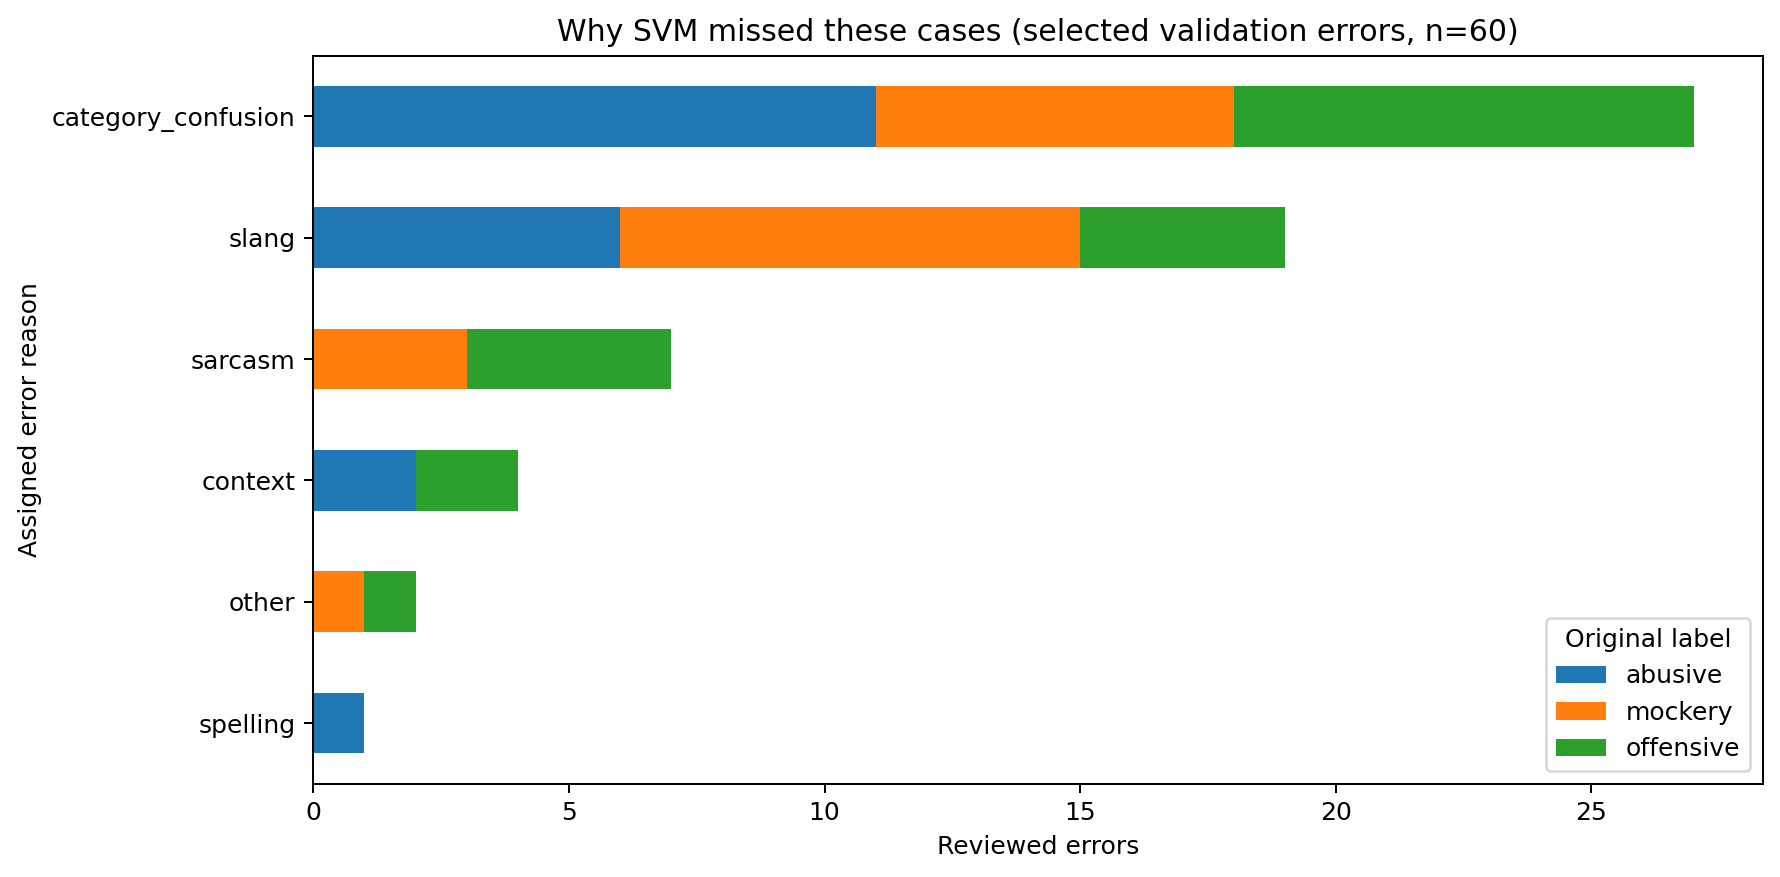 Why SVM missed these cases (selected validation errors, n=60)
Assigned error reason
category_confusion
slang
sarcasm
context
other
spelling
Original label
abusive
mockery
offensive
0 5 10 15 20 25
Reviewed errors